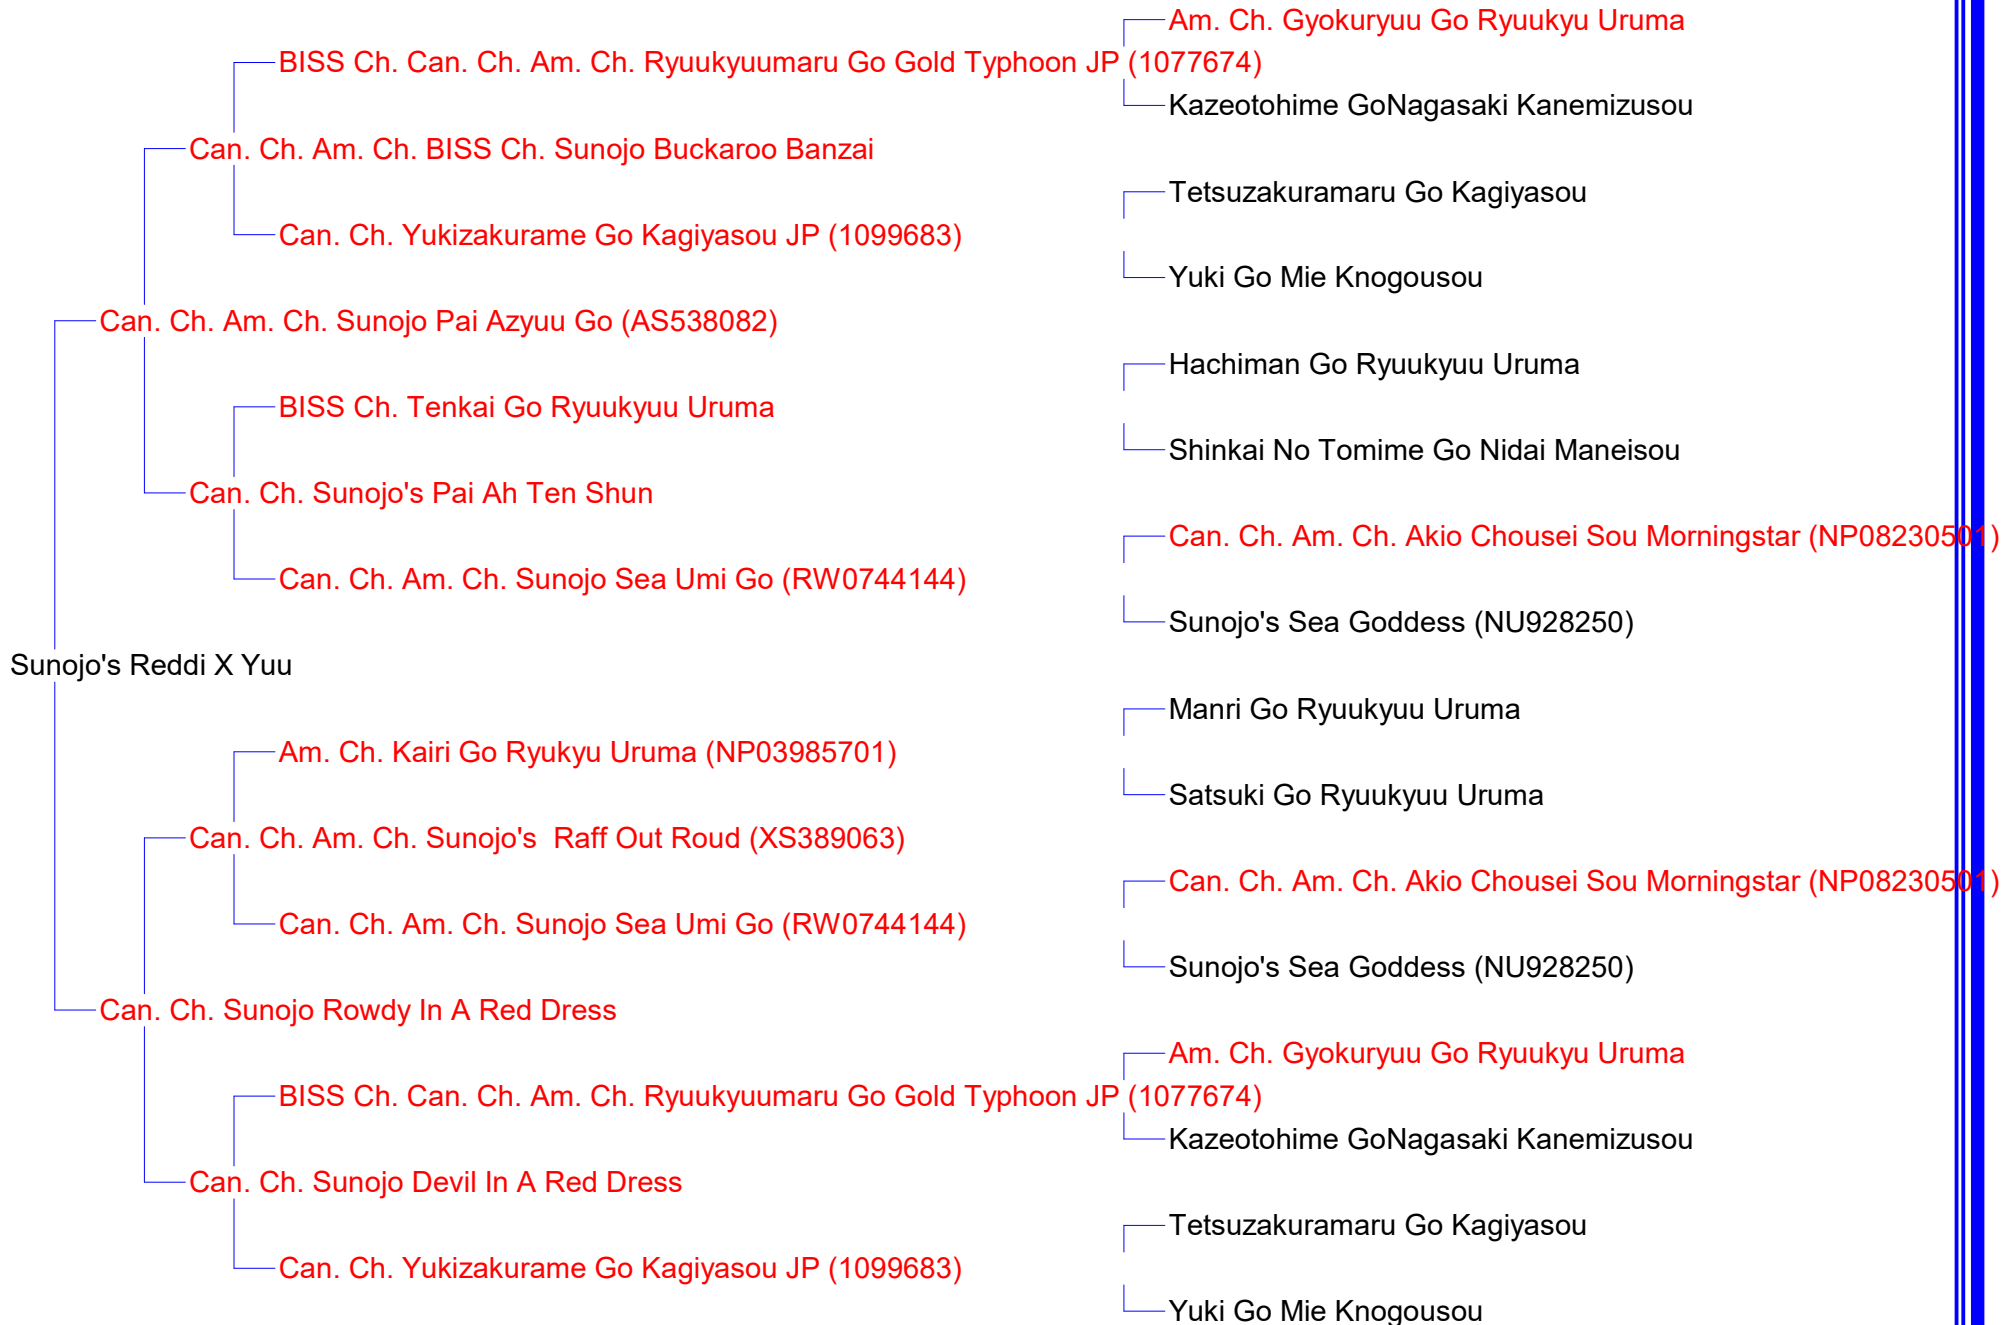 Am. Ch. Gyokuryuu Go Ryuukyu Uruma
BISS Ch. Can. Ch. Am. Ch. Ryuukyuumaru Go Gold Typhoon JP (1077674)
Kazeotohime GoNagasaki Kanemizusou
Can. Ch. Am. Ch. BISS Ch. Sunojo Buckaroo Banzai
Tetsuzakuramaru Go Kagiyasou
Can. Ch. Yukizakurame Go Kagiyasou JP (1099683)
Yuki Go Mie Knogousou
Can. Ch. Am. Ch. Sunojo Pai Azyuu Go (AS538082)
Hachiman Go Ryuukyuu Uruma
BISS Ch. Tenkai Go Ryuukyuu Uruma
Shinkai No Tomime Go Nidai Maneisou
Can. Ch. Sunojo's Pai Ah Ten Shun
Can. Ch. Am. Ch. Akio Chousei Sou Morningstar (NP08230501)
Can. Ch. Am. Ch. Sunojo Sea Umi Go (RW0744144)
Sunojo's Sea Goddess (NU928250)
Sunojo's Reddi X Yuu
Manri Go Ryuukyuu Uruma
Am. Ch. Kairi Go Ryukyu Uruma (NP03985701)
Satsuki Go Ryuukyuu Uruma
Can. Ch. Am. Ch. Sunojo's  Raff Out Roud (XS389063)
Can. Ch. Am. Ch. Akio Chousei Sou Morningstar (NP08230501)
Can. Ch. Am. Ch. Sunojo Sea Umi Go (RW0744144)
Sunojo's Sea Goddess (NU928250)
Can. Ch. Sunojo Rowdy In A Red Dress
Am. Ch. Gyokuryuu Go Ryuukyu Uruma
BISS Ch. Can. Ch. Am. Ch. Ryuukyuumaru Go Gold Typhoon JP (1077674)
Kazeotohime GoNagasaki Kanemizusou
Can. Ch. Sunojo Devil In A Red Dress
Tetsuzakuramaru Go Kagiyasou
Can. Ch. Yukizakurame Go Kagiyasou JP (1099683)
Yuki Go Mie Knogousou